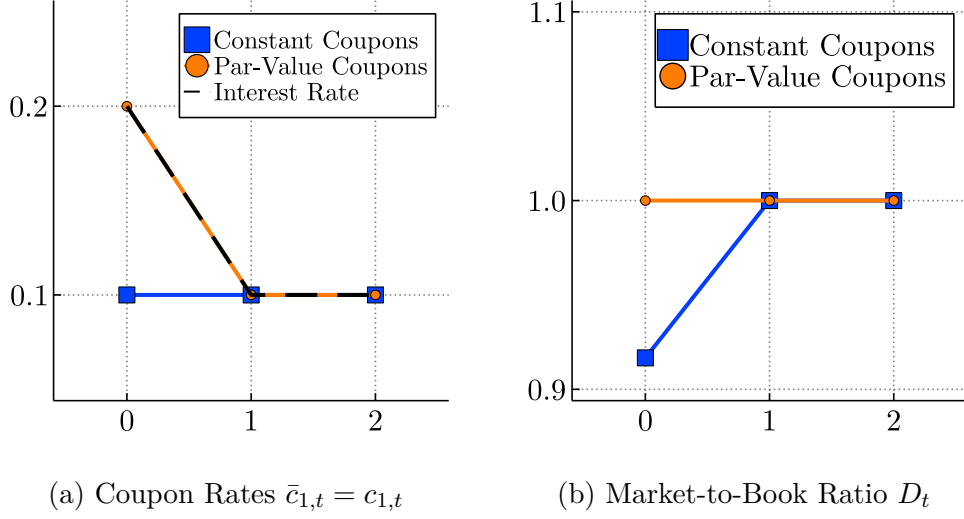 Constant Coupons
Par-Value Coupons
Interest Rate
0.2
0.1
0 1 2
(a) Coupon Rates c̄₁,ₜ = c₁,ₜ
Constant Coupons
Par-Value Coupons
1.1
1.0
0.9
0 1 2
(b) Market-to-Book Ratio Dₜ